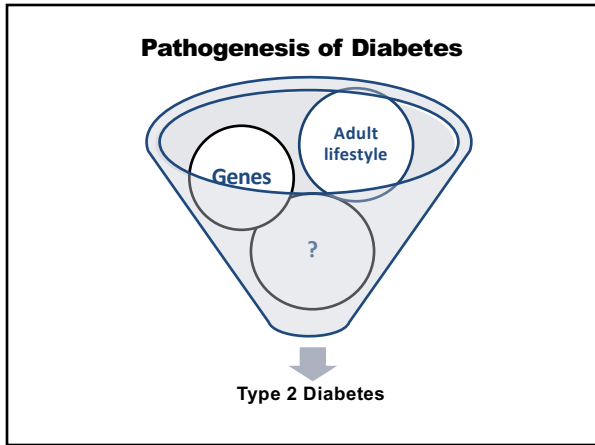 Pathogenesis of Diabetes
Adult
lifestyle
Genes
?
Type 2 Diabetes